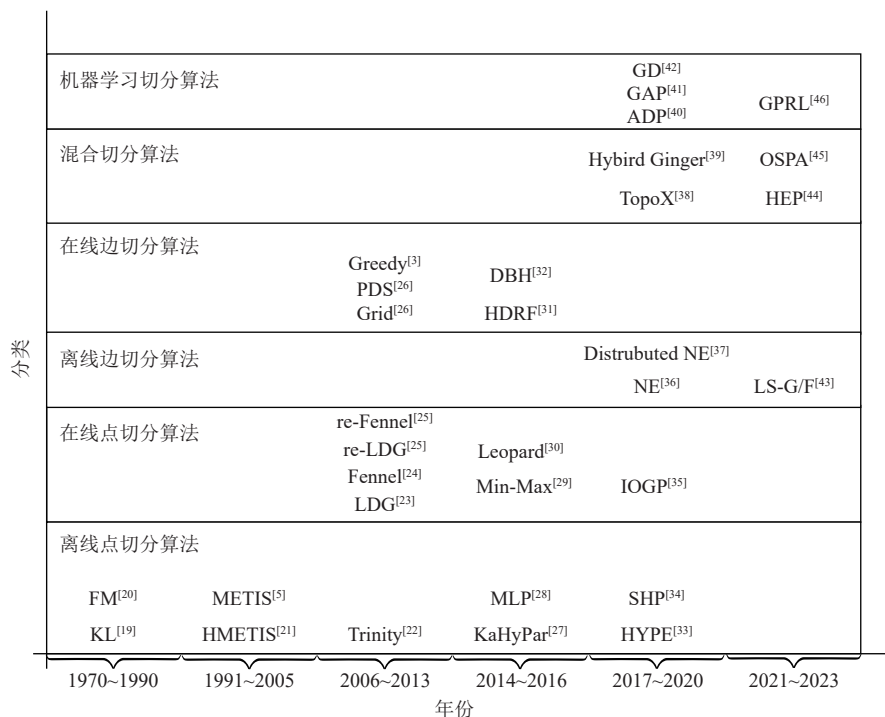 机器学习切分算法
GD[42]
GAP[41]
ADP[40]
GPRL[46]
混合切分算法
Hybird Ginger[39]
OSPA[45]
TopoX[38]
HEP[44]
在线边切分算法
Greedy[3]
PDS[26]
Grid[26]
DBH[32]
HDRF[31]
离线边切分算法
Distrubuted NE[37]
NE[36]
LS-G/F[43]
在线点切分算法
re-Fennel[25]
re-LDG[25]
Fennel[24]
LDG[23]
Leopard[30]
Min-Max[29]
IOGP[35]
离线点切分算法
FM[20]
METIS[5]
MLP[28]
SHP[34]
KL[19]
HMETIS[21]
Trinity[22]
KaHyPar[27]
HYPE[33]
分类
1970~1990
1991~2005
2006~2013
2014~2016
2017~2020
2021~2023
年份